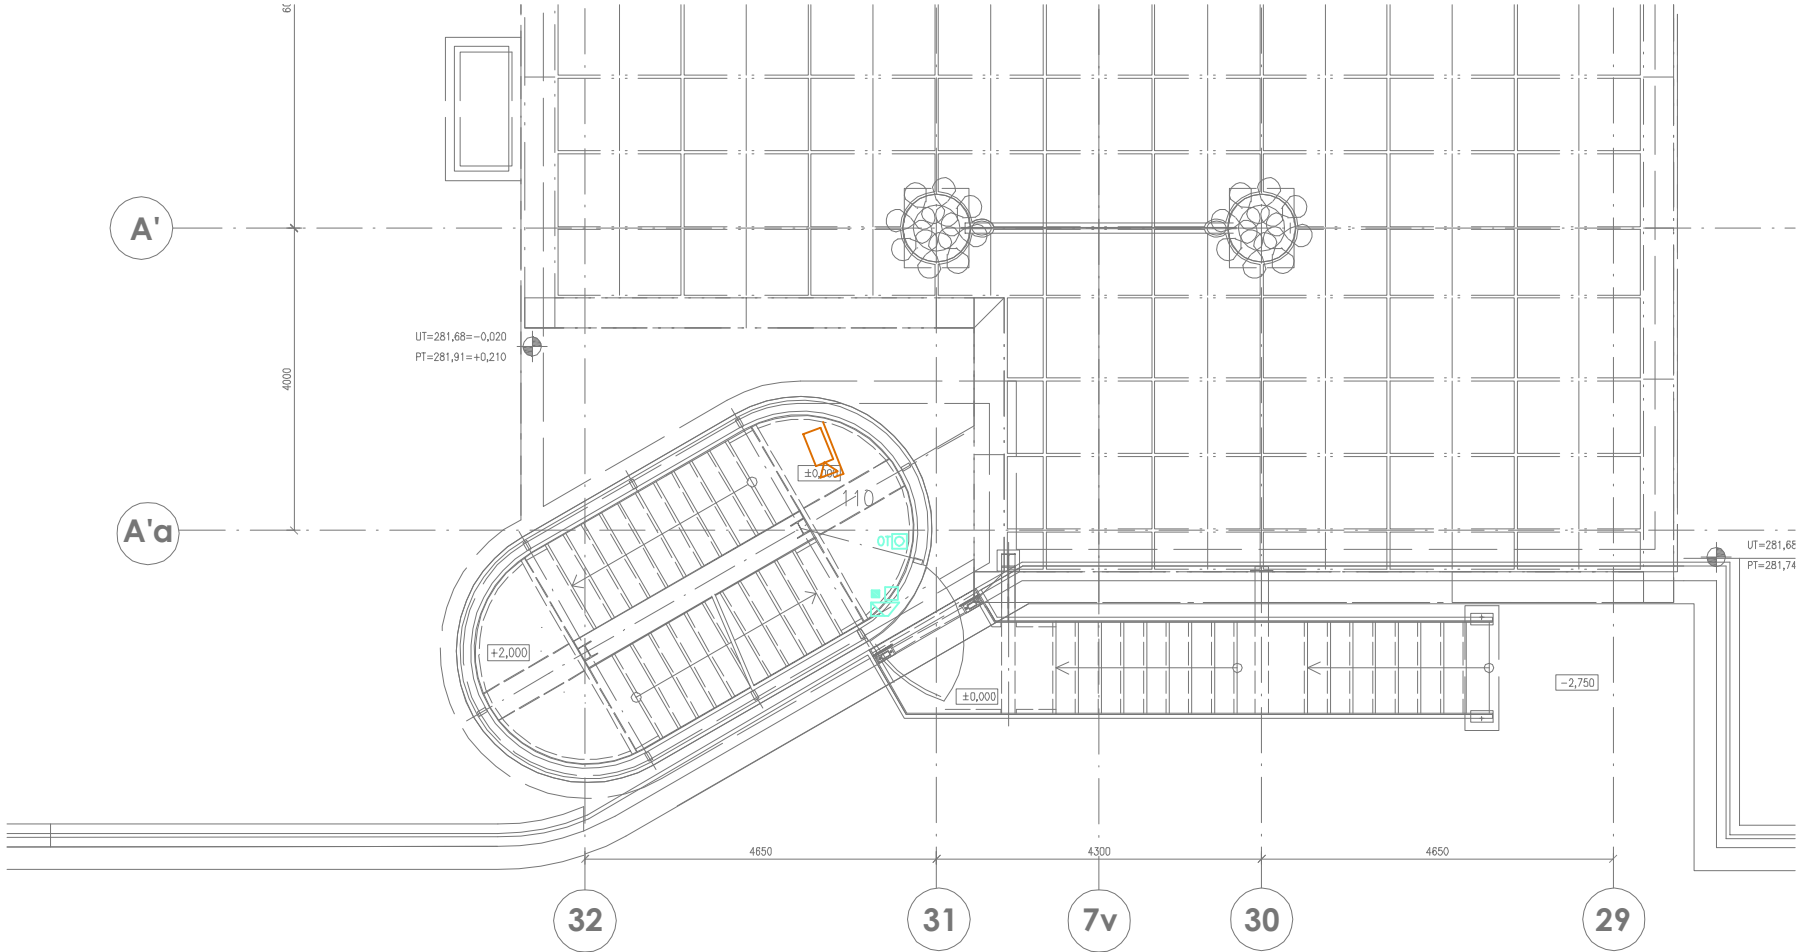 A'
UT=281,68=-0,020
PT=281,91=+0,210
4000
±0,000
110
A'a
OT
UT=281,68
PT=281,74
+2,000
±0,000
-2,750
4650
4300
4650
32
31
7v
30
29